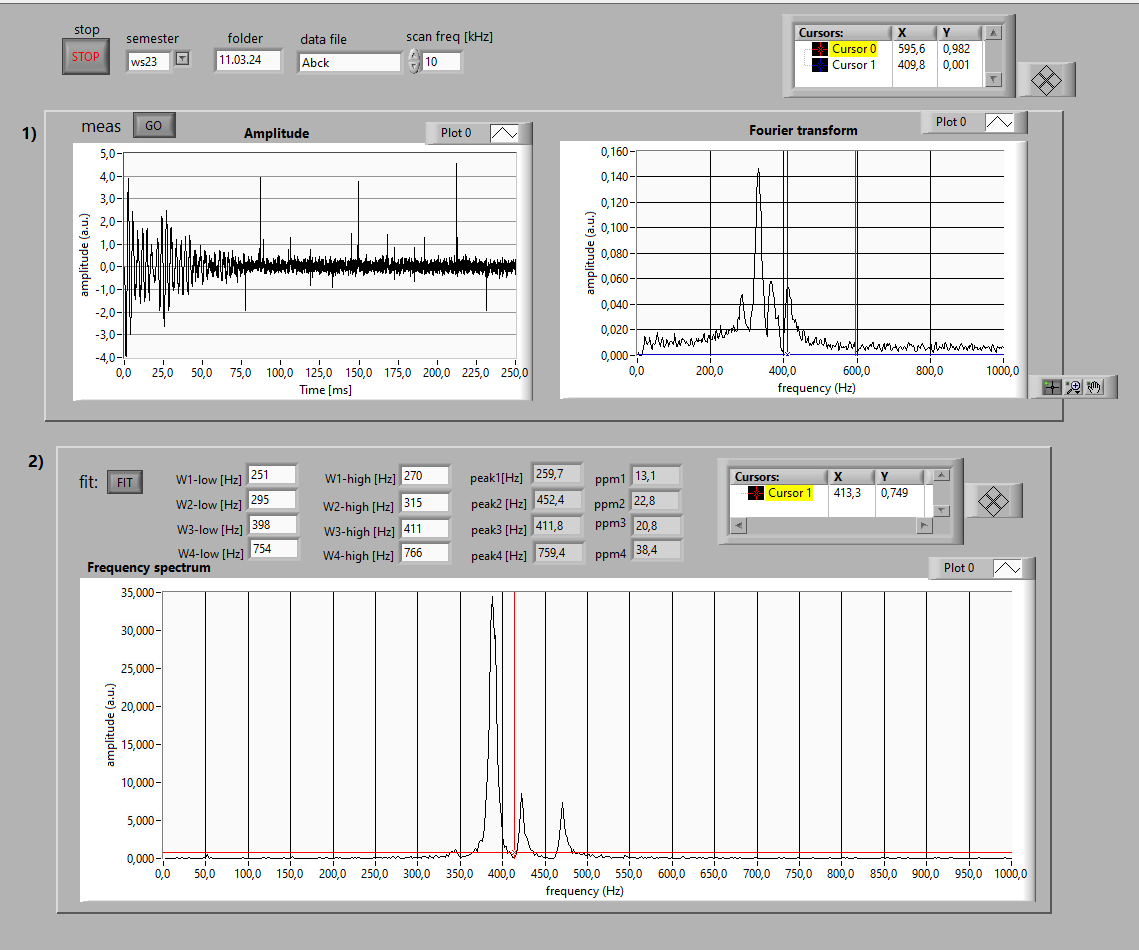 stop
STOP
semester
ws23
folder
11.03.24
data file
Abck
scan freq [kHz]
10
Cursors: X Y
Cursor 0 595,6 0,982
Cursor 1 409,8 0,001
1)
meas GO
Amplitude
Plot 0
amplitude (a.u.)
5,0
4,0
3,0
2,0
1,0
0,0
-1,0
-2,0
-3,0
-4,0
0,0 25,0 50,0 75,0 100,0 125,0 150,0 175,0 200,0 225,0 250,0
Time [ms]
Fourier transform
Plot 0
amplitude (a.u.)
0,160
0,140
0,120
0,100
0,080
0,060
0,040
0,020
0,000
0,0 200,0 400,0 600,0 800,0 1000,0
frequency (Hz)
2)
fit: FIT
W1-low [Hz] 251 W1-high [Hz] 270 peak1[Hz] 259,7 ppm1 13,1
W2-low [Hz] 295 W2-high [Hz] 315 peak2 [Hz] 452,4 ppm2 22,8
W3-low [Hz] 398 W3-high [Hz] 411 peak3 [Hz] 411,8 ppm3 20,8
W4-low [Hz] 754 W4-high [Hz] 766 peak4 [Hz] 759,4 ppm4 38,4
Cursors: X Y
Cursor 1 413,3 0,749
Frequency spectrum
Plot 0
amplitude (a.u.)
35,000
30,000
25,000
20,000
15,000
10,000
5,000
0,000
0,0 50,0 100,0 150,0 200,0 250,0 300,0 350,0 400,0 450,0 500,0 550,0 600,0 650,0 700,0 750,0 800,0 850,0 900,0 950,0 1000,0
frequency (Hz)